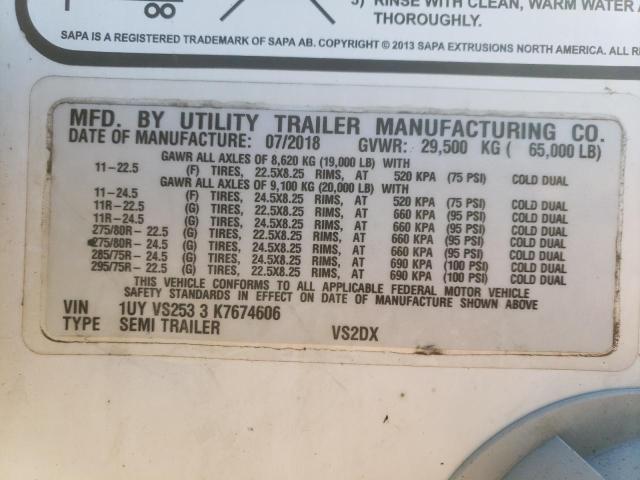 3) RINSE WITH CLEAN, WARM WATER
THOROUGHLY.
SAPA IS A REGISTERED TRADEMARK OF SAPA AB. COPYRIGHT © 2013 SAPA EXTRUSIONS NORTH AMERICA. ALL
MFD. BY UTILITY TRAILER MANUFACTURING CO.
DATE OF MANUFACTURE: 07/2018 GVWR: 29,500 KG ( 65,000 LB)
GAWR ALL AXLES OF 8,620 KG (19,000 LB) WITH
11-22.5 (F) TIRES, 22.5X8.25 RIMS, AT 520 KPA (75 PSI) COLD DUAL
GAWR ALL AXLES OF 9,100 KG (20,000 LB) WITH
11-24.5 (F) TIRES, 24.5X8.25 RIMS, AT 520 KPA (75 PSI) COLD DUAL
11R-22.5 (G) TIRES, 22.5X8.25 RIMS, AT 660 KPA (95 PSI) COLD DUAL
11R-24.5 (G) TIRES, 24.5X8.25 RIMS, AT 660 KPA (95 PSI) COLD DUAL
275/80R-22.5 (G) TIRES, 22.5X8.25 RIMS, AT 660 KPA (95 PSI) COLD DUAL
275/80R-24.5 (G) TIRES, 24.5X8.25 RIMS, AT 660 KPA (95 PSI) COLD DUAL
285/75R-24.5 (G) TIRES, 24.5X8.25 RIMS, AT 690 KPA (100 PSI) COLD DUAL
295/75R-22.5 (G) TIRES, 22.5X8.25 RIMS, AT 690 KPA (100 PSI) COLD DUAL
THIS VEHICLE CONFORMS TO ALL APPLICABLE FEDERAL MOTOR VEHICLE
SAFETY STANDARDS IN EFFECT ON DATE OF MANUFACTURE SHOWN ABOVE
VIN 1UY VS253 3 K7674606
TYPE SEMI TRAILER VS2DX